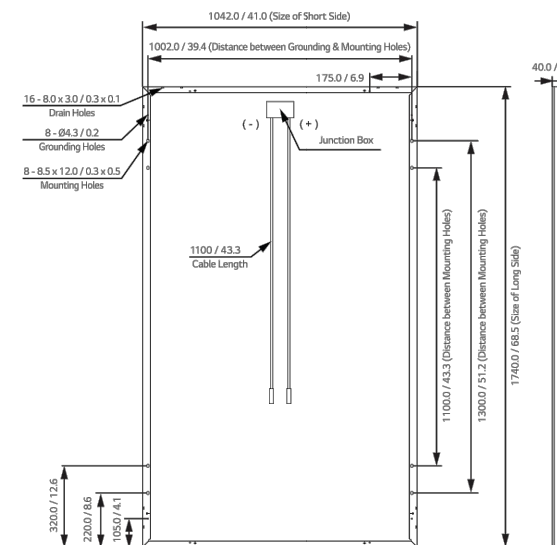 1042.0 / 41.0 (Size of Short Side)
1002.0 / 39.4 (Distance between Grounding & Mounting Holes)
175.0 / 6.9
40.0 /
16 - 8.0 x 3.0 / 0.3 x 0.1
Drain Holes
8 - Ø4.3 / 0.2
Grounding Holes
8 - 8.5 x 12.0 / 0.3 x 0.5
Mounting Holes
(-)
(+)
Junction Box
1100 / 43.3
Cable Length
1100.0 / 43.3 (Distance between Mounting Holes)
1300.0 / 51.2 (Distance between Mounting Holes)
1740.0 / 68.5 (Size of Long Side)
320.0 / 12.6
220.0 / 8.6
105.0 / 4.1